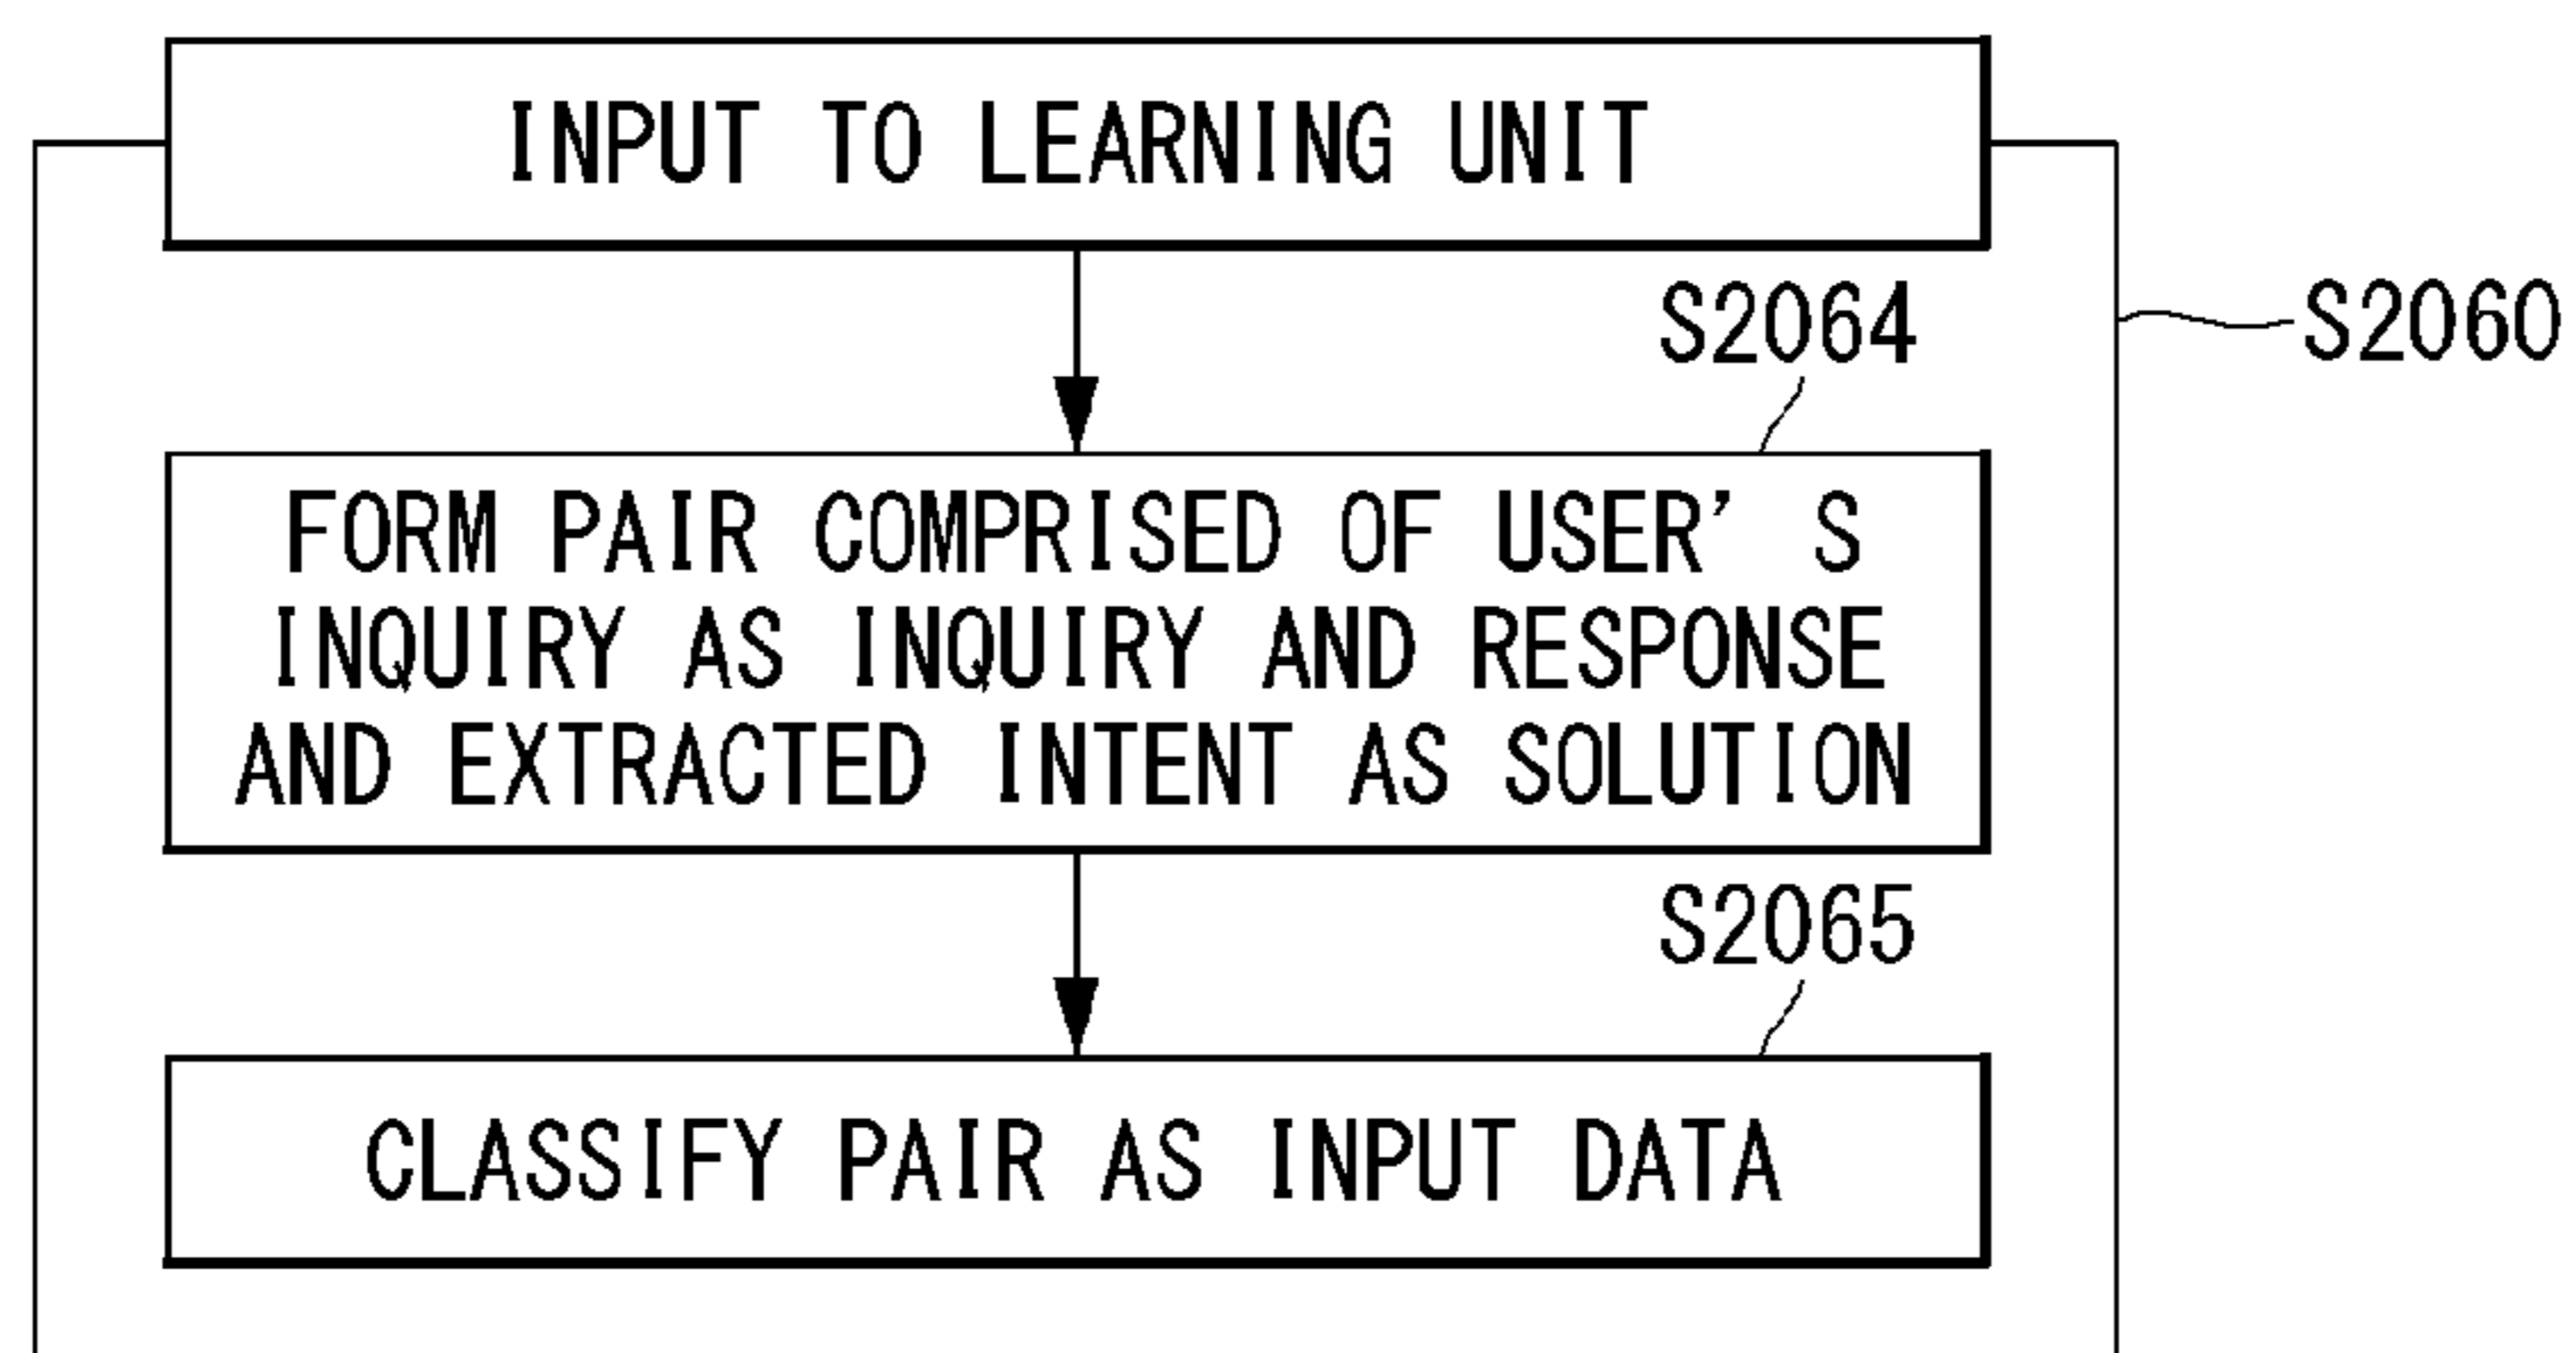 INPUT TO LEARNING UNIT
S2064
S2060
FORM PAIR COMPRISED OF USER' S
INQUIRY AS INQUIRY AND RESPONSE
AND EXTRACTED INTENT AS SOLUTION
S2065
CLASSIFY PAIR AS INPUT DATA